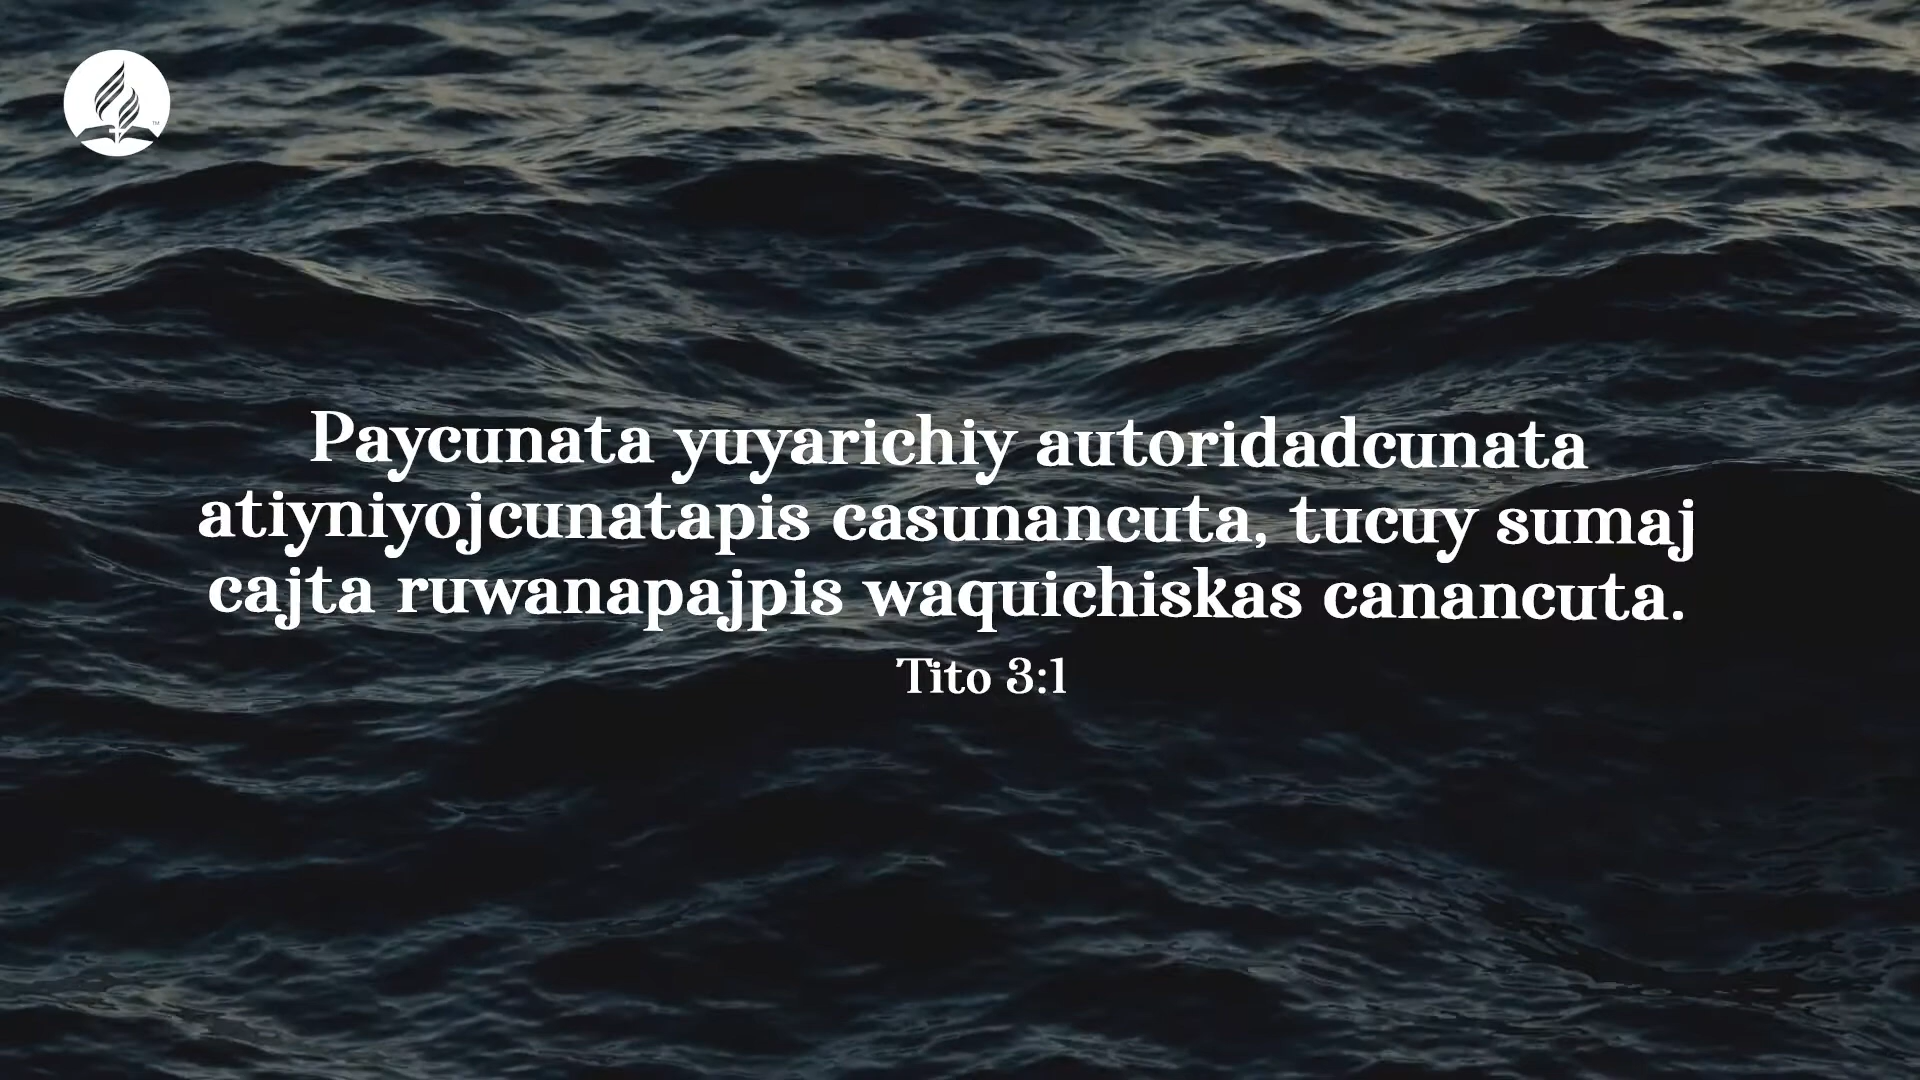 Paycunata yuyarichiy autoridadcunata
atiyniyojcunatapis casunancuta, tucuy sumaj
cajta ruwanapajpis waquichiskas canancuta.
Tito 3:1